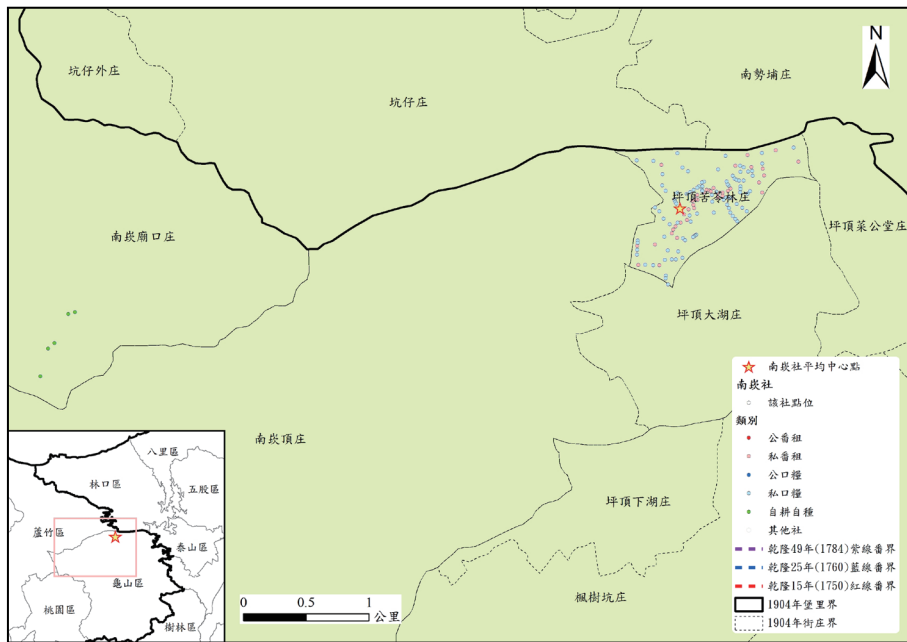 N
坑仔外庄
南勢埔庄
坑仔庄
坪頂苦苓林庄
坪頂菜公堂庄
南崁廟口庄
坪頂大湖庄
南崁頂庄
坪頂下湖庄
楓樹坑庄
南崁社平均中心點
南崁社
該社點位
類別
公番租
私番租
公口糧
私口糧
自耕自種
其他社
乾隆49年(1784)紫線番界
乾隆25年(1760)藍線番界
乾隆15年(1750)紅線番界
1904年堡里界
1904年街庄界
八里區
林口區
五股區
蘆竹區
泰山區
龜山區
桃園區
樹林區
0 0.5 1
公里